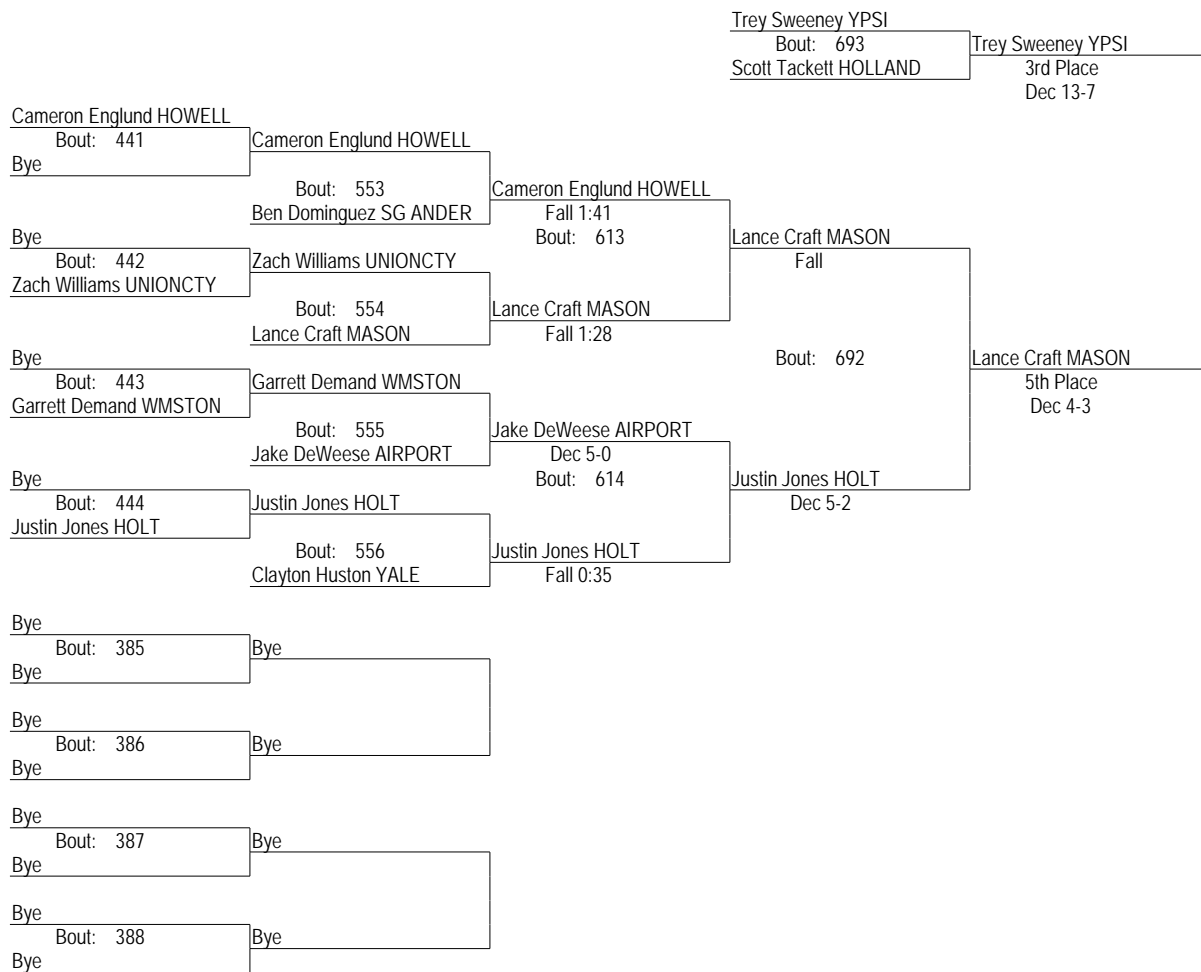 Trey Sweeney YPSI
Bout: 693
Scott Tackett HOLLAND
Trey Sweeney YPSI
3rd Place
Dec 13-7
Cameron Englund HOWELL
Bout: 441
Bye
Cameron Englund HOWELL
Bout: 553
Ben Dominguez SG ANDER
Cameron Englund HOWELL
Fall 1:41
Bout: 613
Bye
Bout: 442
Zach Williams UNIONCTY
Zach Williams UNIONCTY
Bout: 554
Lance Craft MASON
Lance Craft MASON
Fall 1:28
Lance Craft MASON
Fall
Bye
Bout: 443
Garrett Demand WMSTON
Garrett Demand WMSTON
Bout: 555
Jake DeWeese AIRPORT
Jake DeWeese AIRPORT
Dec 5-0
Bout: 614
Bout: 692
Lance Craft MASON
5th Place
Dec 4-3
Bye
Bout: 444
Justin Jones HOLT
Justin Jones HOLT
Bout: 556
Clayton Huston YALE
Justin Jones HOLT
Fall 0:35
Justin Jones HOLT
Dec 5-2
Bye
Bout: 385
Bye
Bye
Bye
Bout: 386
Bye
Bye
Bye
Bout: 387
Bye
Bye
Bye
Bout: 388
Bye
Bye